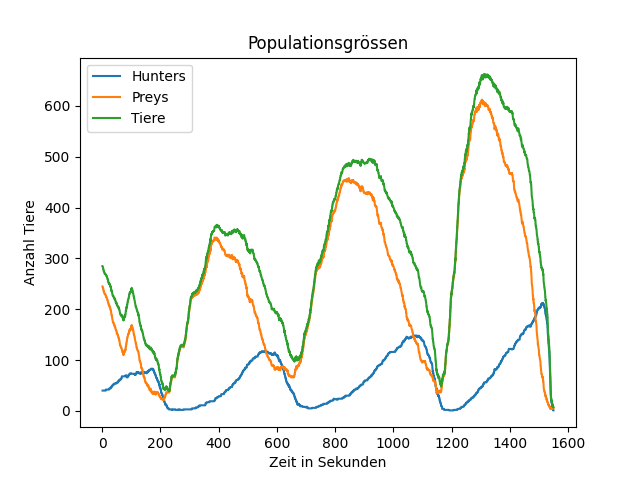 Populationsgrössen
Hunters
Preys
Tiere
Anzahl Tiere
600
500
400
300
200
100
0
0 200 400 600 800 1000 1200 1400 1600
Zeit in Sekunden